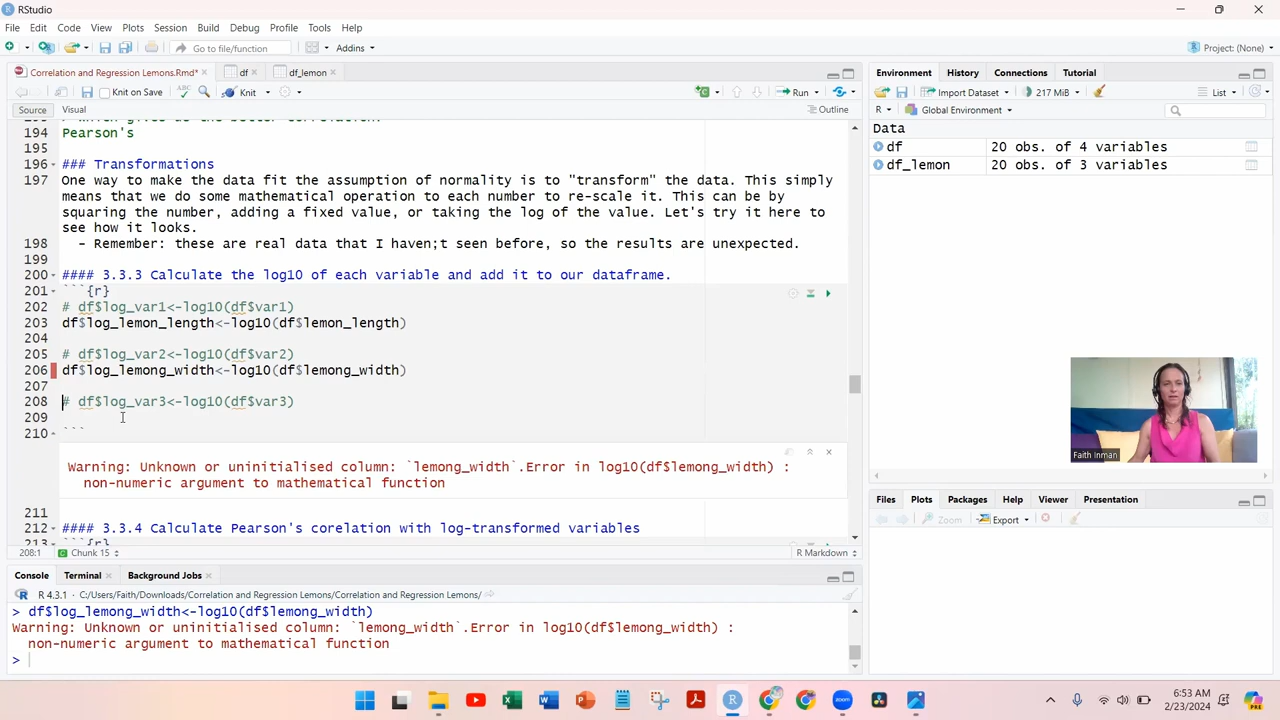 RStudio
File Edit Code View Plots Session Build Debug Profile Tools Help
Go to file/function Addins Project: (None)
Correlation and Regression Lemons.Rmd* df df_lemon
Knit on Save Knit Run
Source Visual Outline
194 Pearson's
195
196 ### Transformations
197 One way to make the data fit the assumption of normality is to "transform" the data. This simply
means that we do some mathematical operation to each number to re-scale it. This can be by
squaring the number, adding a fixed value, or taking the log of the value. Let's try it here to
see how it looks.
198 - Remember: these are real data that I haven;t seen before, so the results are unexpected.
199
200 #### 3.3.3 Calculate the log10 of each variable and add it to our dataframe.
201 ```{r}
202 # df$log_var1<-log10(df$var1)
203 df$log_lemon_length<-log10(df$lemon_length)
204
205 # df$log_var2<-log10(df$var2)
206 df$log_lemong_width<-log10(df$lemong_width)
207
208 # df$log_var3<-log10(df$var3)
209
210 ```
Warning: Unknown or uninitialised column: `lemong_width`.Error in log10(df$lemong_width) :
non-numeric argument to mathematical function
211
212 #### 3.3.4 Calculate Pearson's corelation with log-transformed variables
213 ```{r}
208:1 Chunk 15 R Markdown
Console Terminal Background Jobs
R 4.3.1 · C:/Users/Faith/Downloads/Correlation and Regression Lemons/Correlation and Regression Lemons/
> df$log_lemong_width<-log10(df$lemong_width)
Warning: Unknown or uninitialised column: `lemong_width`.Error in log10(df$lemong_width) :
non-numeric argument to mathematical function
>
Environment History Connections Tutorial
Import Dataset 217 MiB List
R Global Environment
Data
df 20 obs. of 4 variables
df_lemon 20 obs. of 3 variables
Faith Inman
Files Plots Packages Help Viewer Presentation
Zoom Export
zoom
6:53 AM
2/23/2024
PRE